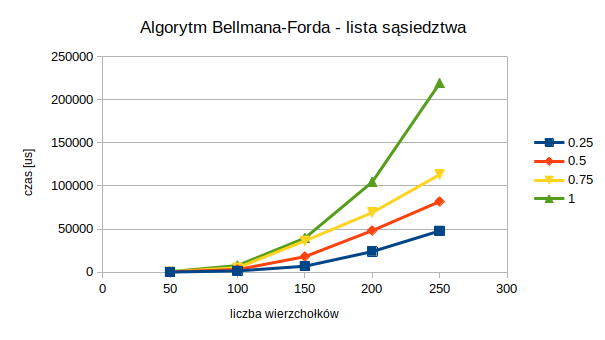 Algorytm Bellmana-Forda - lista sąsiedztwa
250000
200000
150000
100000
50000
0
czas [us]
0 50 100 150 200 250 300
liczba wierzchołków
0.25
0.5
0.75
1